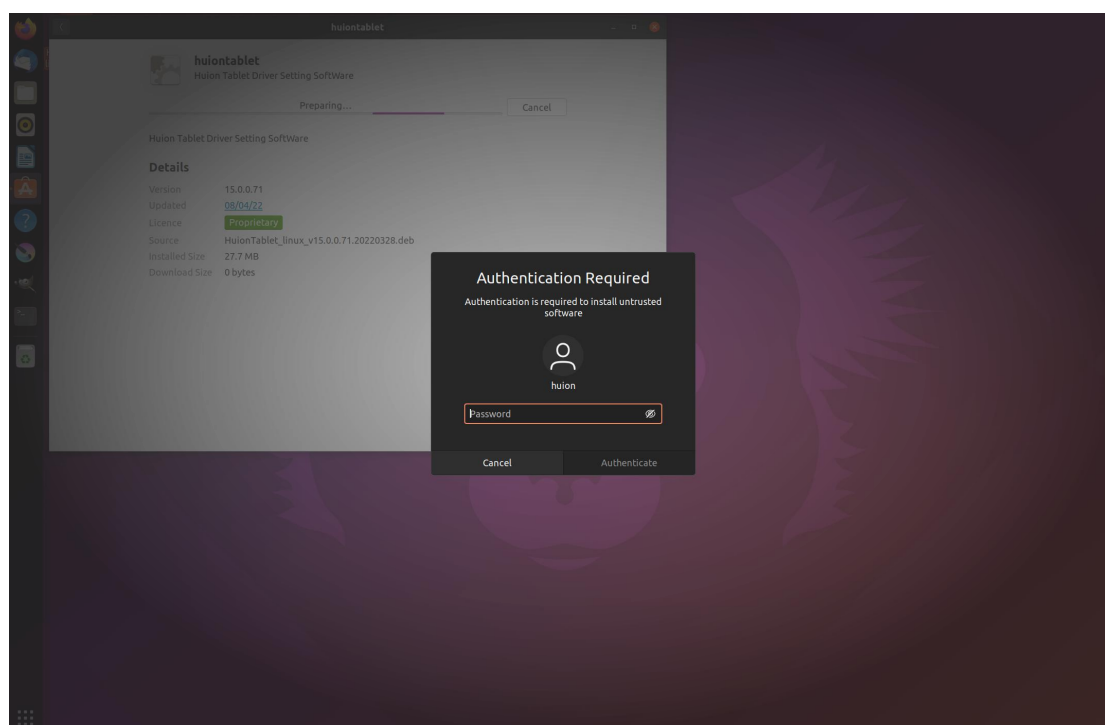 huiontablet
huiontablet
Huion Tablet Driver Setting SoftWare
Preparing...
Cancel
Huion Tablet Driver Setting SoftWare
Details
Version 15.0.0.71
Updated 08/04/22
Licence Proprietary
Source HuionTablet_linux_v15.0.0.71.20220328.deb
Installed Size 27.7 MB
Download Size 0 bytes
Authentication Required
Authentication is required to install untrusted
software
huion
Password
Cancel Authenticate